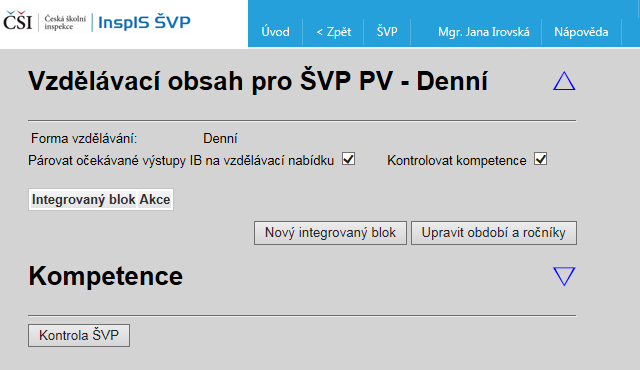 ČŠI Česká školní inspekce InspIS ŠVP
Úvod < Zpět ŠVP Mgr. Jana Irovská Nápověda
Vzdělávací obsah pro ŠVP PV - Denní
Forma vzdělávání: Denní
Párovat očekávané výstupy IB na vzdělávací nabídku Kontrolovat kompetence
Integrovaný blok Akce
Nový integrovaný blok Upravit období a ročníky
Kompetence
Kontrola ŠVP